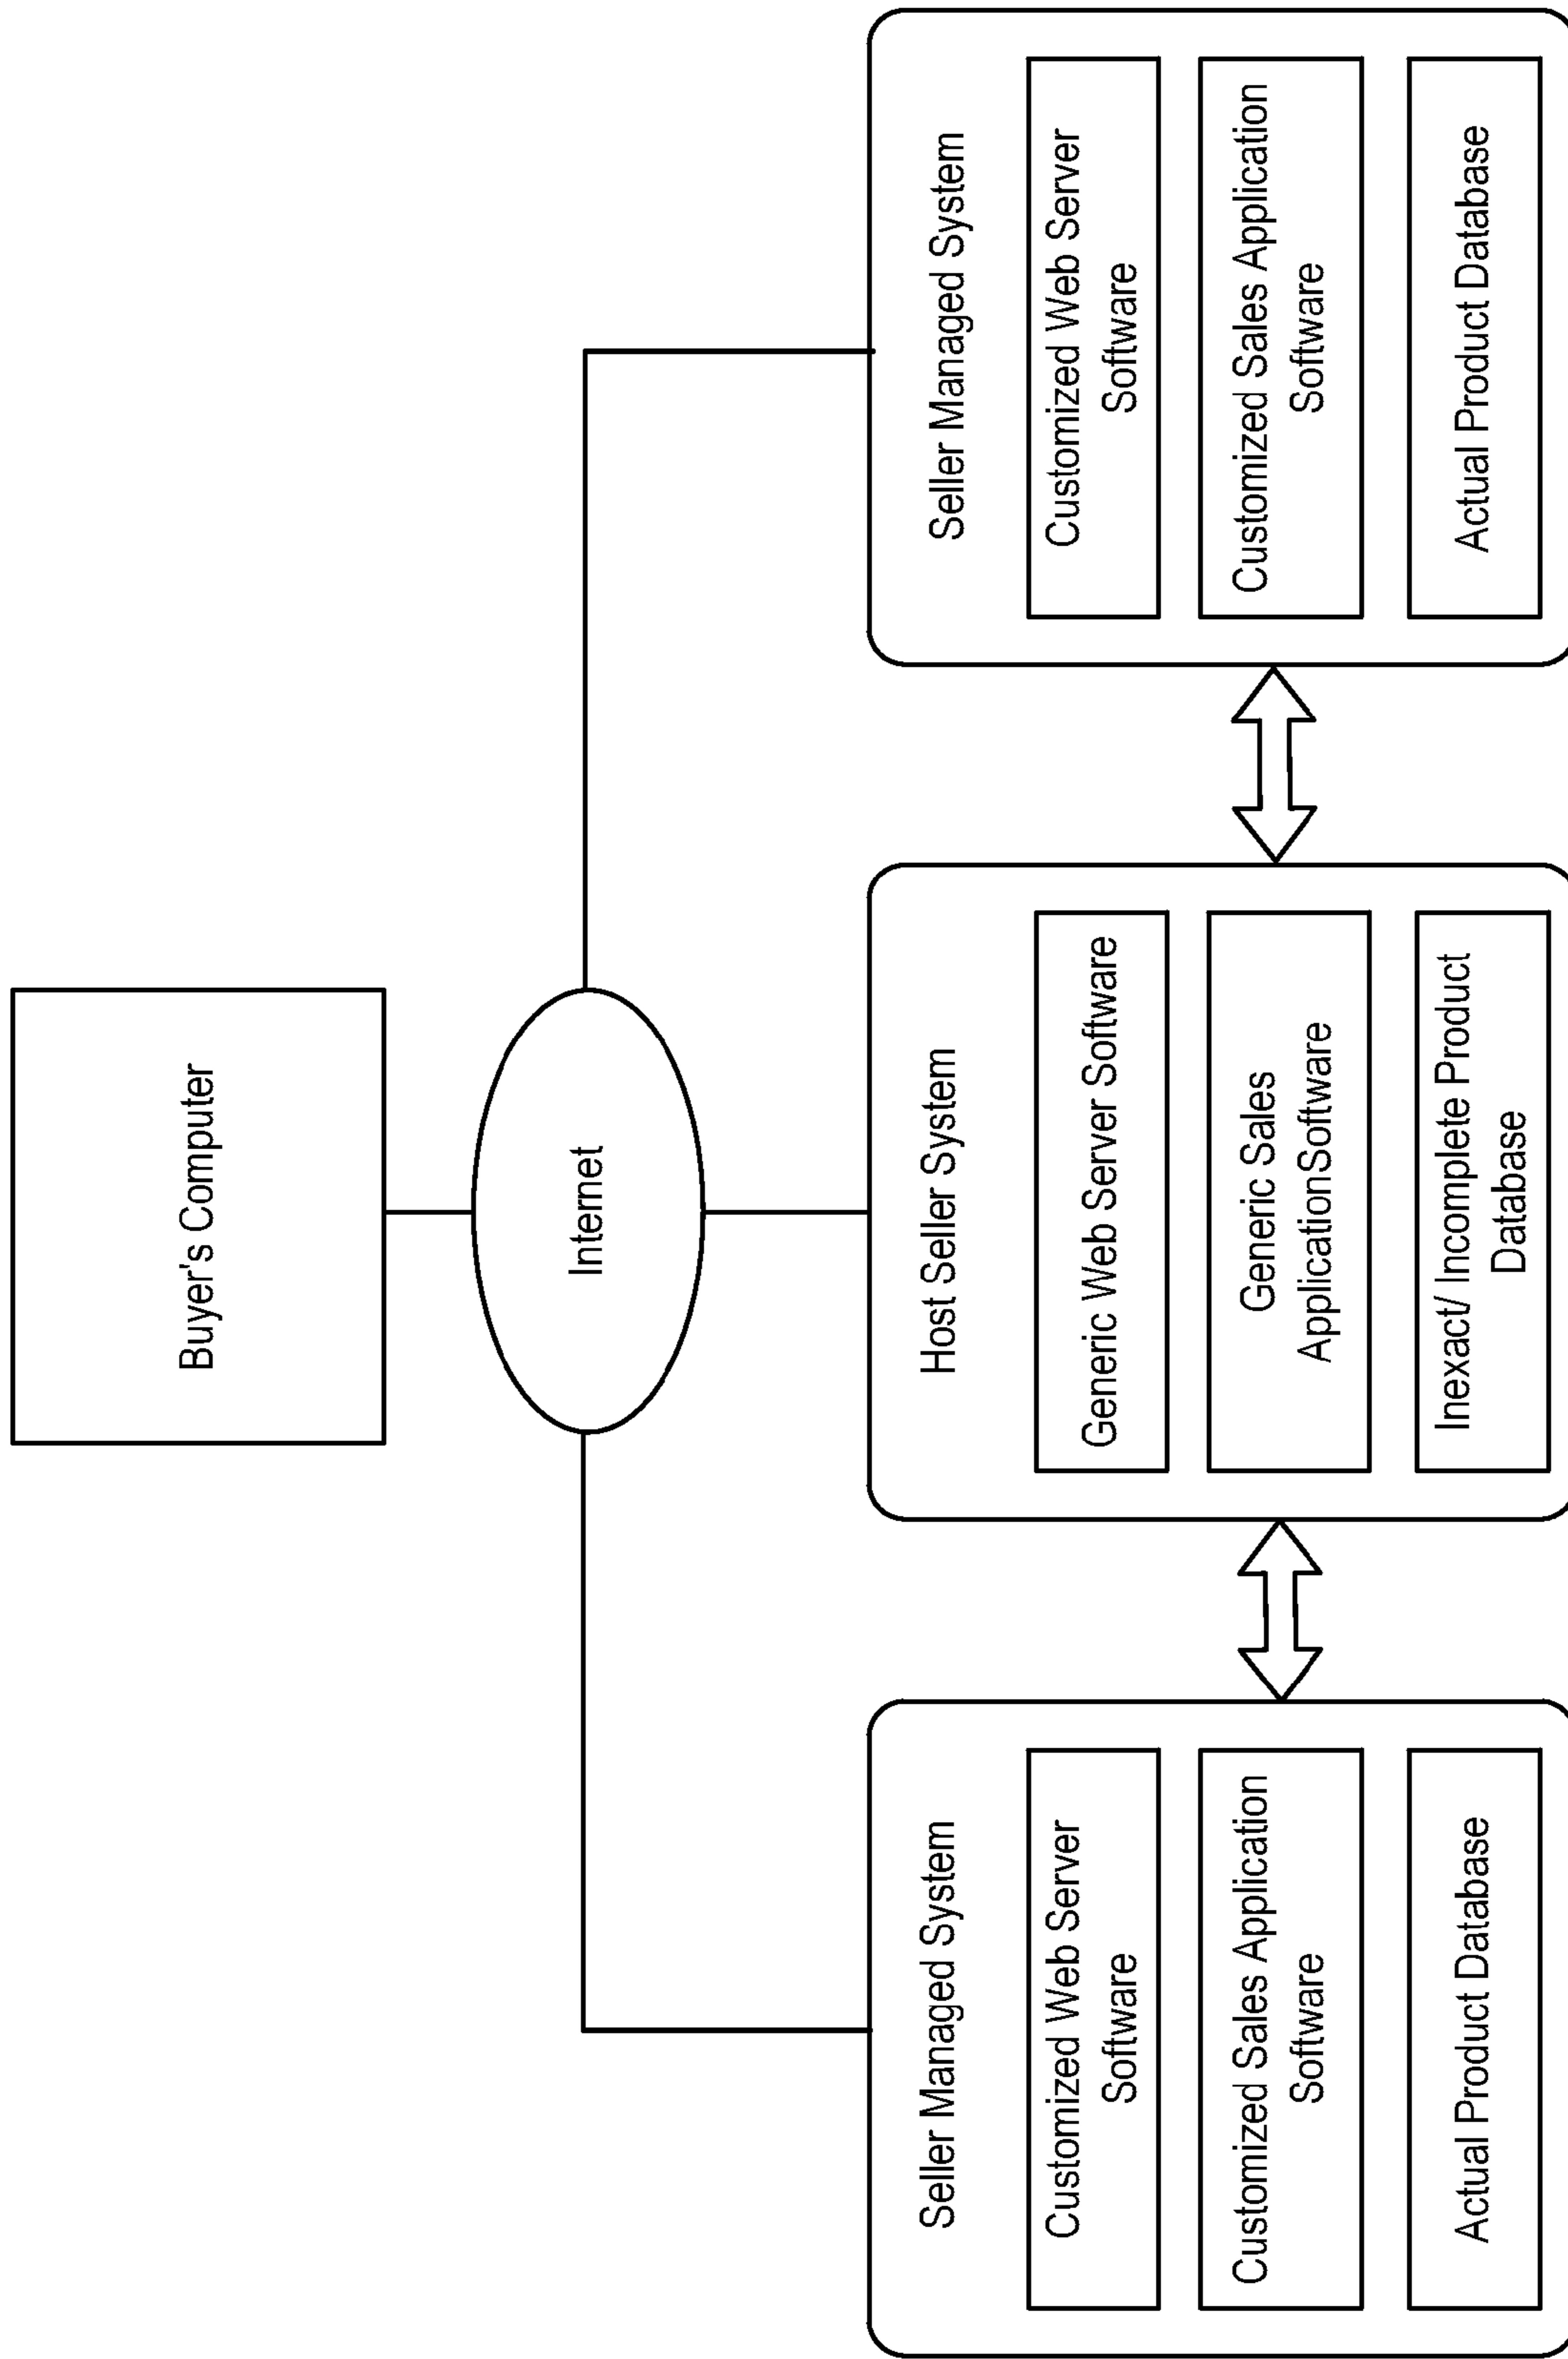 Buyer's Computer
Internet
Seller Managed System
Customized Web Server
Software
Customized Sales Application
Software
Actual Product Database
Host Seller System
Generic Web Server Software
Generic Sales
ApplicationSoftware
Inexact/ Incomplete Product
Database
Seller Managed System
Customized Web Server
Software
Customized Sales Application
Software
Actual Product Database